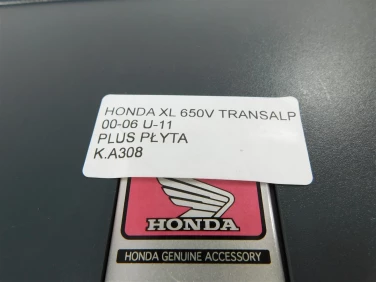 HONDA XL 650V TRANSALP
00-06 U-11
PLUS PŁYTA
K.A308
HONDA
HONDA GENUINE ACCESSORY